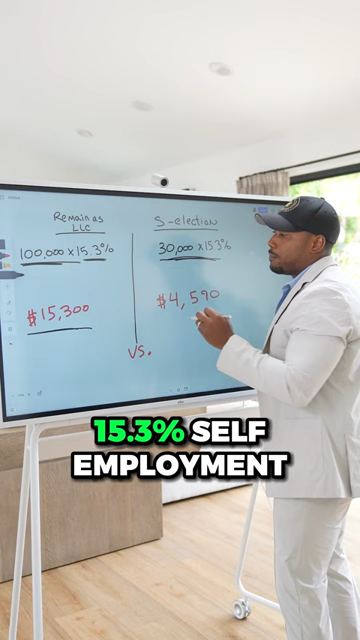 Remain as
LLC
100,000 x 15.3%
$15,300
vs.
S-election
30,000 x 15.3%
$4,590
15.3% SELF
EMPLOYMENT